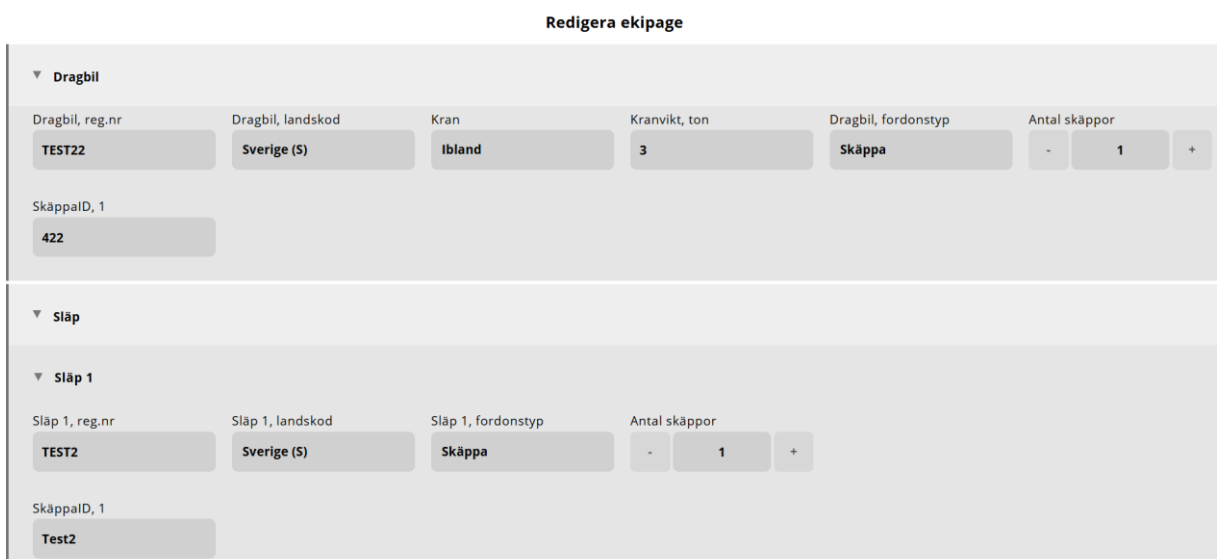 Redigera ekipage
▼ Dragbil
Dragbil, reg.nr Dragbil, landskod Kran Kranvikt, ton Dragbil, fordonstyp Antal skäppor
TEST22 Sverige (S) Ibland 3 Skäppa - 1 +
SkäppaID, 1
422
▼ Släp
▼ Släp 1
Släp 1, reg.nr Släp 1, landskod Släp 1, fordonstyp Antal skäppor
TEST2 Sverige (S) Skäppa - 1 +
SkäppaID, 1
Test2